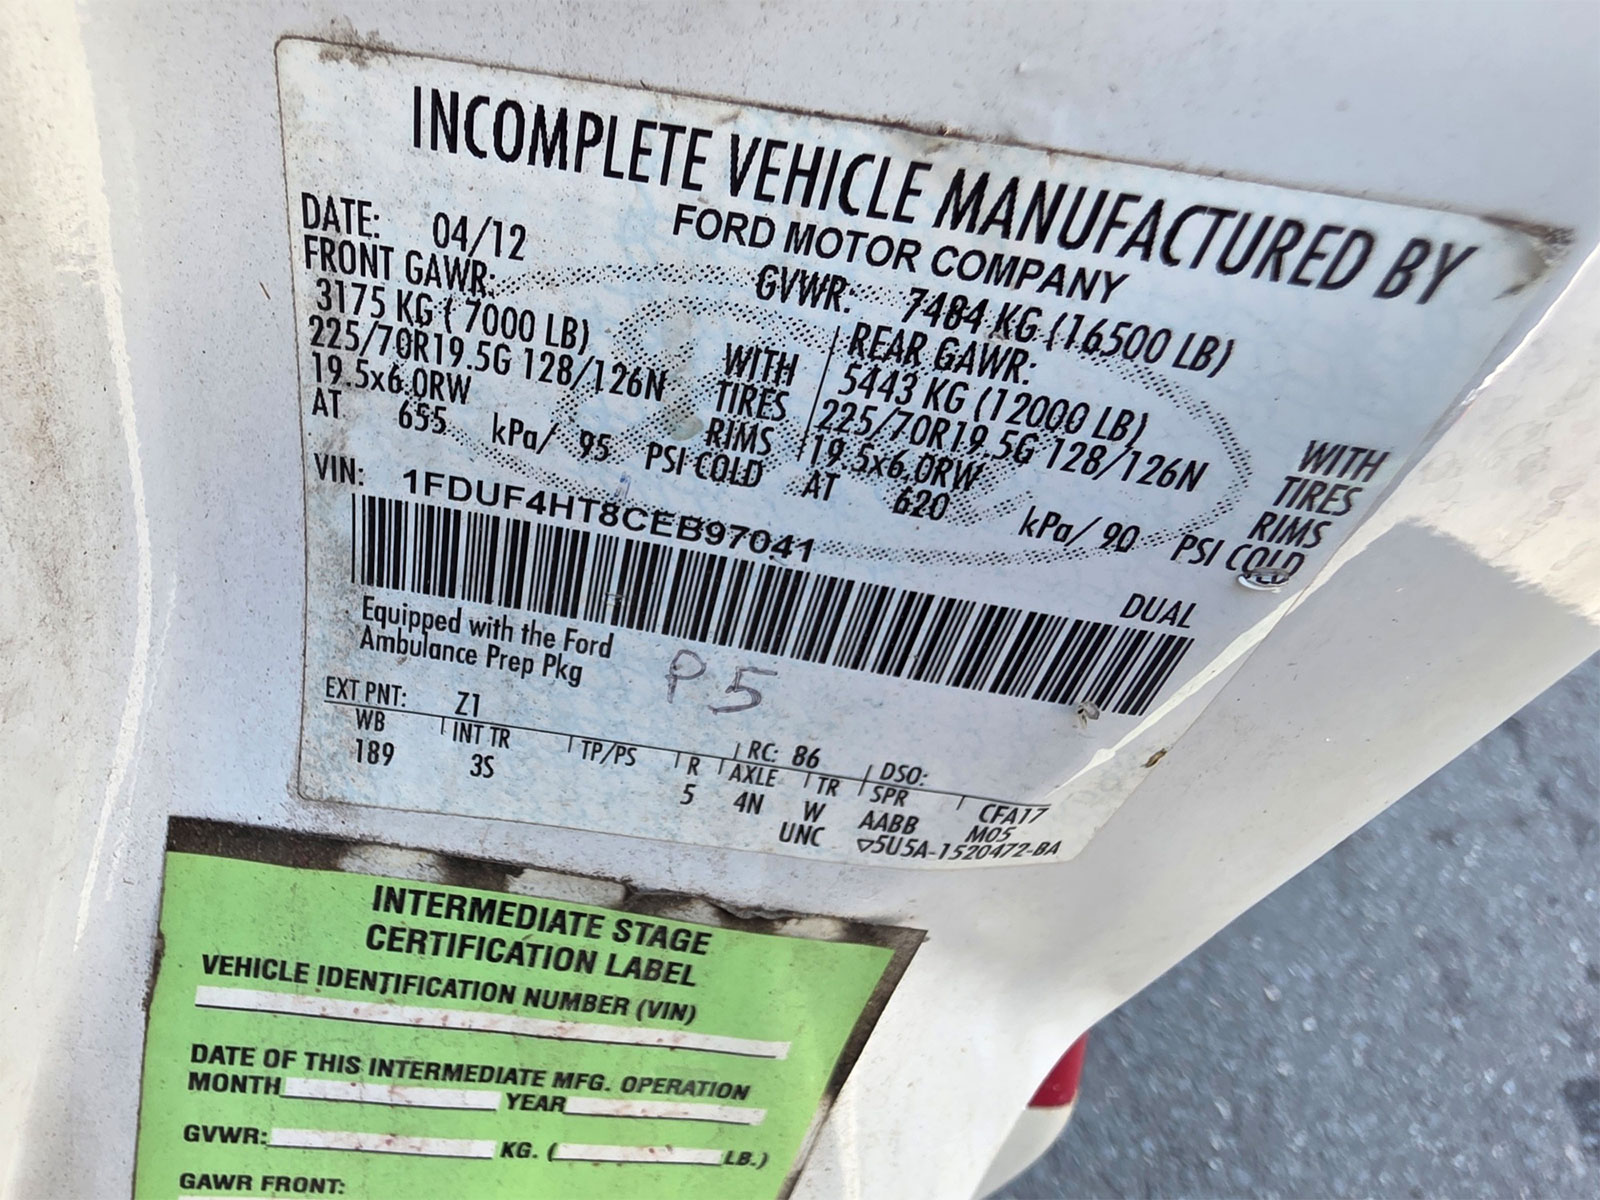 INCOMPLETE VEHICLE MANUFACTURED BY
FORD MOTOR COMPANY
DATE: 04/12 GVWR: 7484 KG (16500 LB)
FRONT GAWR: REAR GAWR:
3175 KG ( 7000 LB) WITH 5443 KG (12000 LB) WITH
225/70R19.5G 128/126N TIRES 225/70R19.5G 128/126N TIRES
19.5x6.0RW RIMS 19.5x6.0RW RIMS
AT 655 kPa/ 95 PSI COLD AT 620 kPa/ 90 PSI COLD
VIN: 1FDUF4HT8CEB97041 DUAL
Equipped with the Ford
Ambulance Prep Pkg
P5
EXT PNT: Z1 RC: 86 DSO:
WB INT TR TP/PS R AXLE TR SPR CFA17
189 3S 5 4N W AABB M05
UNC ▽5U5A-1520472-BA
INTERMEDIATE STAGE
CERTIFICATION LABEL
VEHICLE IDENTIFICATION NUMBER (VIN)
DATE OF THIS INTERMEDIATE MFG. OPERATION
MONTH YEAR
GVWR: KG. ( LB.)
GAWR FRONT: